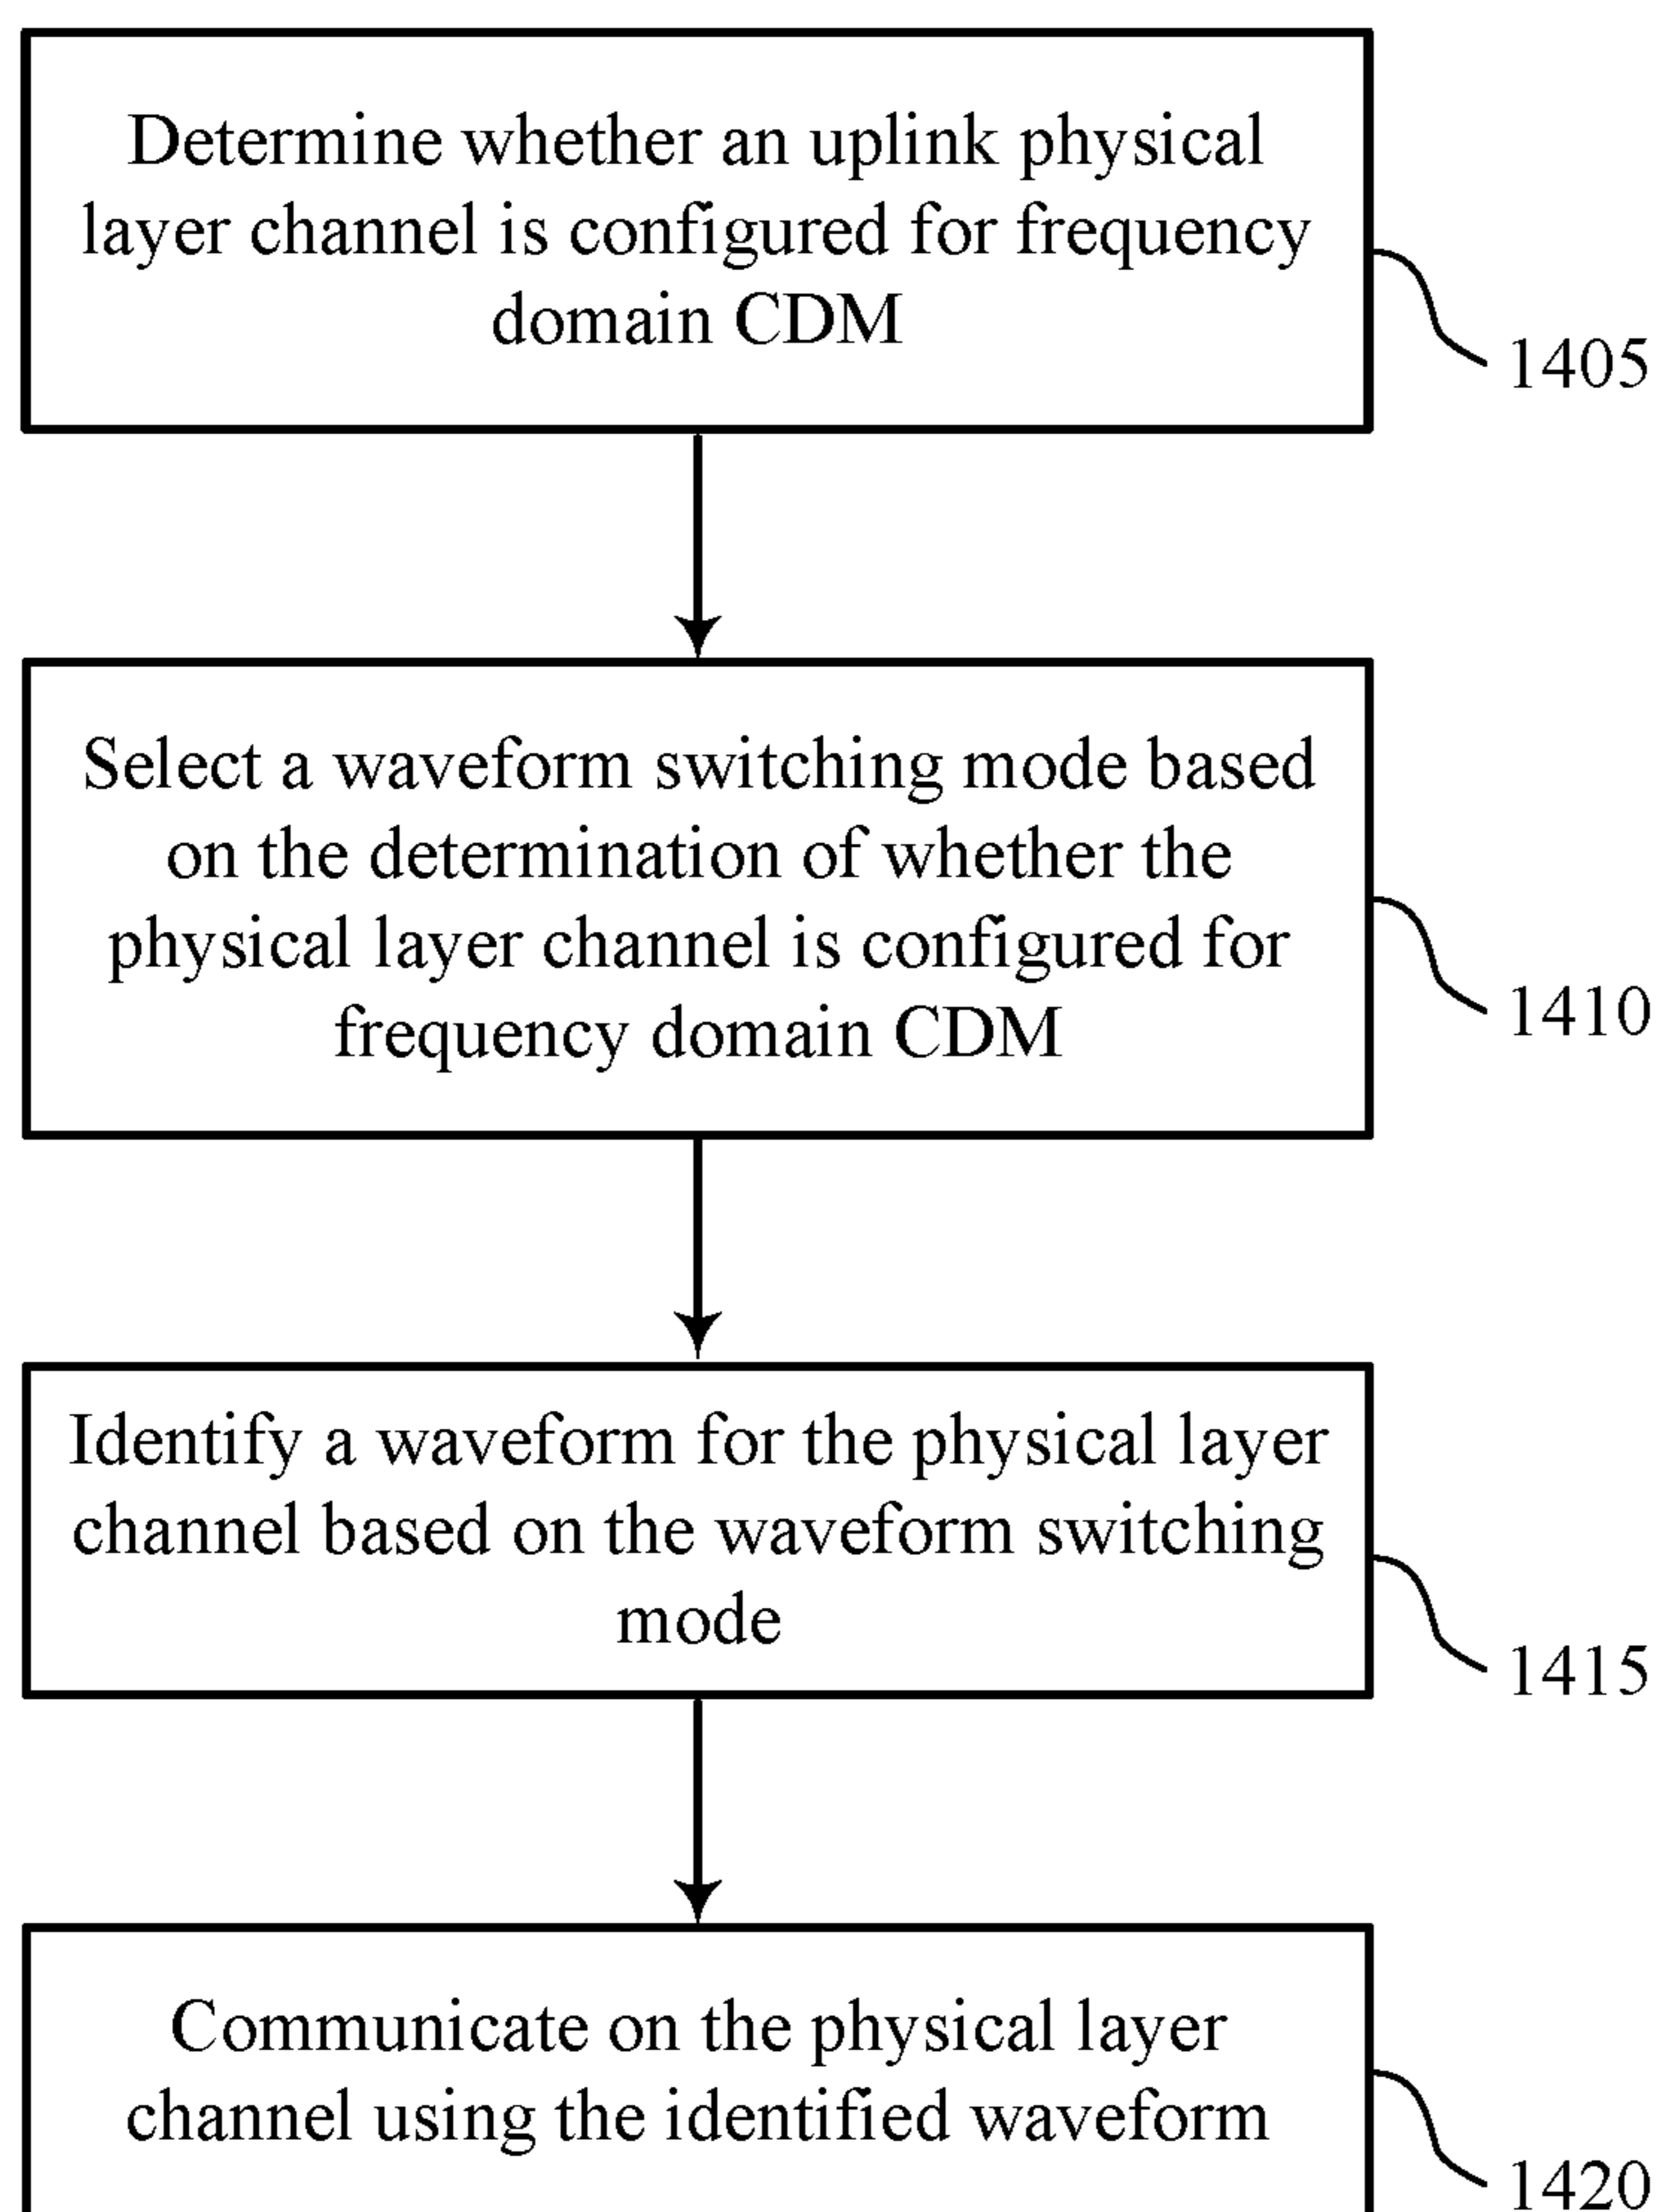 Determine whether an uplink physical
layer channel is configured for frequency
domain CDM
1405
Select a waveform switching mode based
on the determination of whether the
physical layer channel is configured for
frequency domain CDM
1410
Identify a waveform for the physical layer
channel based on the waveform switching
mode
1415
Communicate on the physical layer
channel using the identified waveform
1420